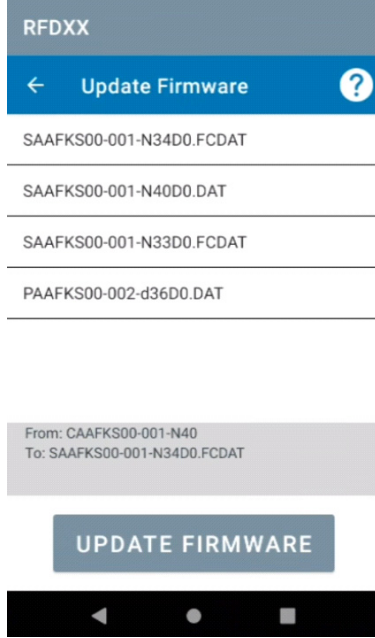 RFDXX
Update Firmware ?
SAAFKS00-001-N34D0.FCDAT
SAAFKS00-001-N40D0.DAT
SAAFKS00-001-N33D0.FCDAT
PAAFKS00-002-d36D0.DAT
From: CAAFKS00-001-N40
To: SAAFKS00-001-N34D0.FCDAT
UPDATE FIRMWARE